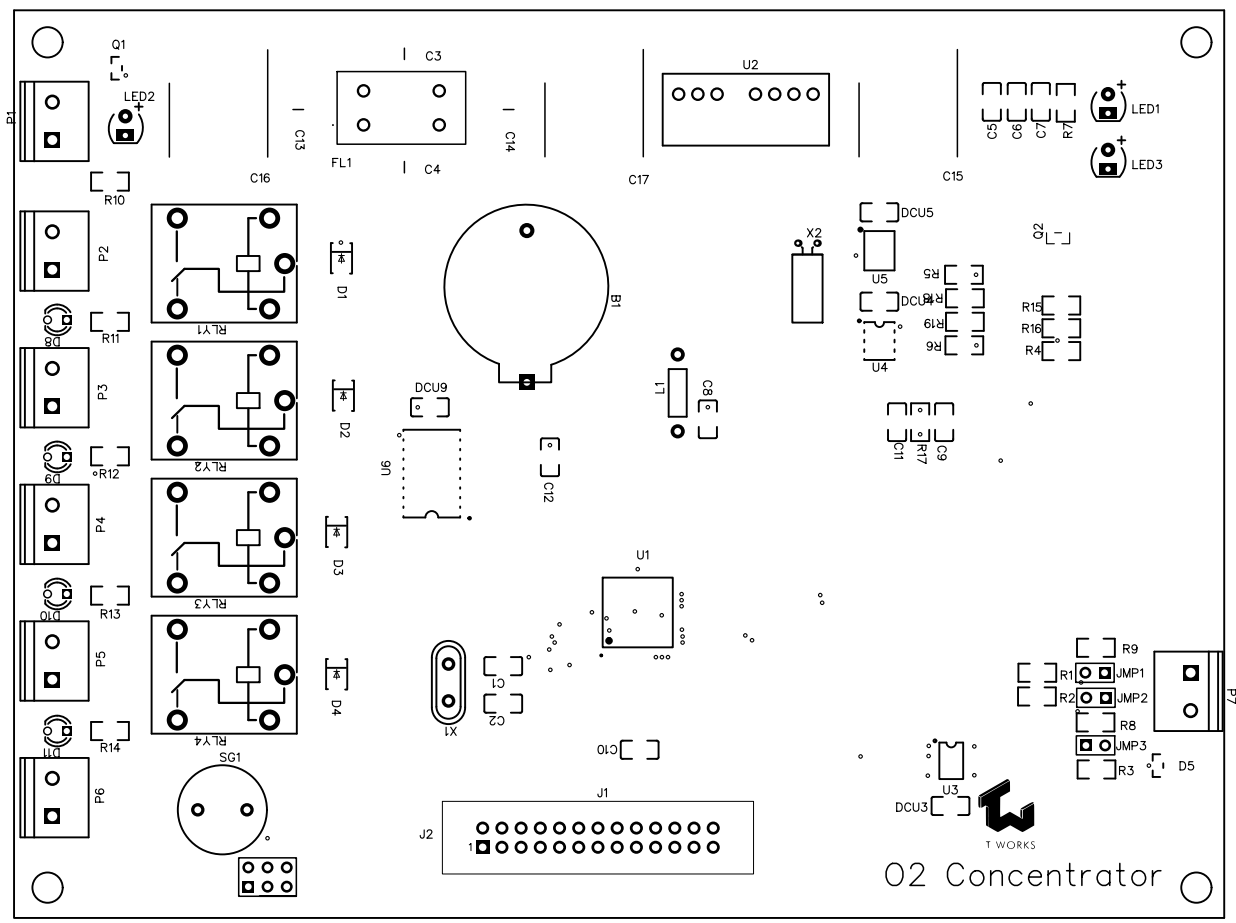 Q1
C3
U2
P1
LED2
+
+
LED1
C13
C14
C5
C6
C7
R7
+
FL1
C4
LED3
C16
C17
C15
R10
DCU5
P2
X2
Q2
U5
R5
D1
B1
DCU4
R18
R15
R11
D8
RLY1
R19
R16
R6
R4
U4
P3
L1
C8
DCU9
D2
U6
C11
R17
C9
D9
R12
RLY2
C12
P4
D3
U1
D10
R13
RLY3
P5
R9
C1
R1
JMP1
D4
R2
JMP2
P7
X1
C2
R8
D11
R14
RLY4
C10
JMP3
SG1
R3
D5
U3
P6
J1
DCU3
J2
1
T WORKS
O2 Concentrator